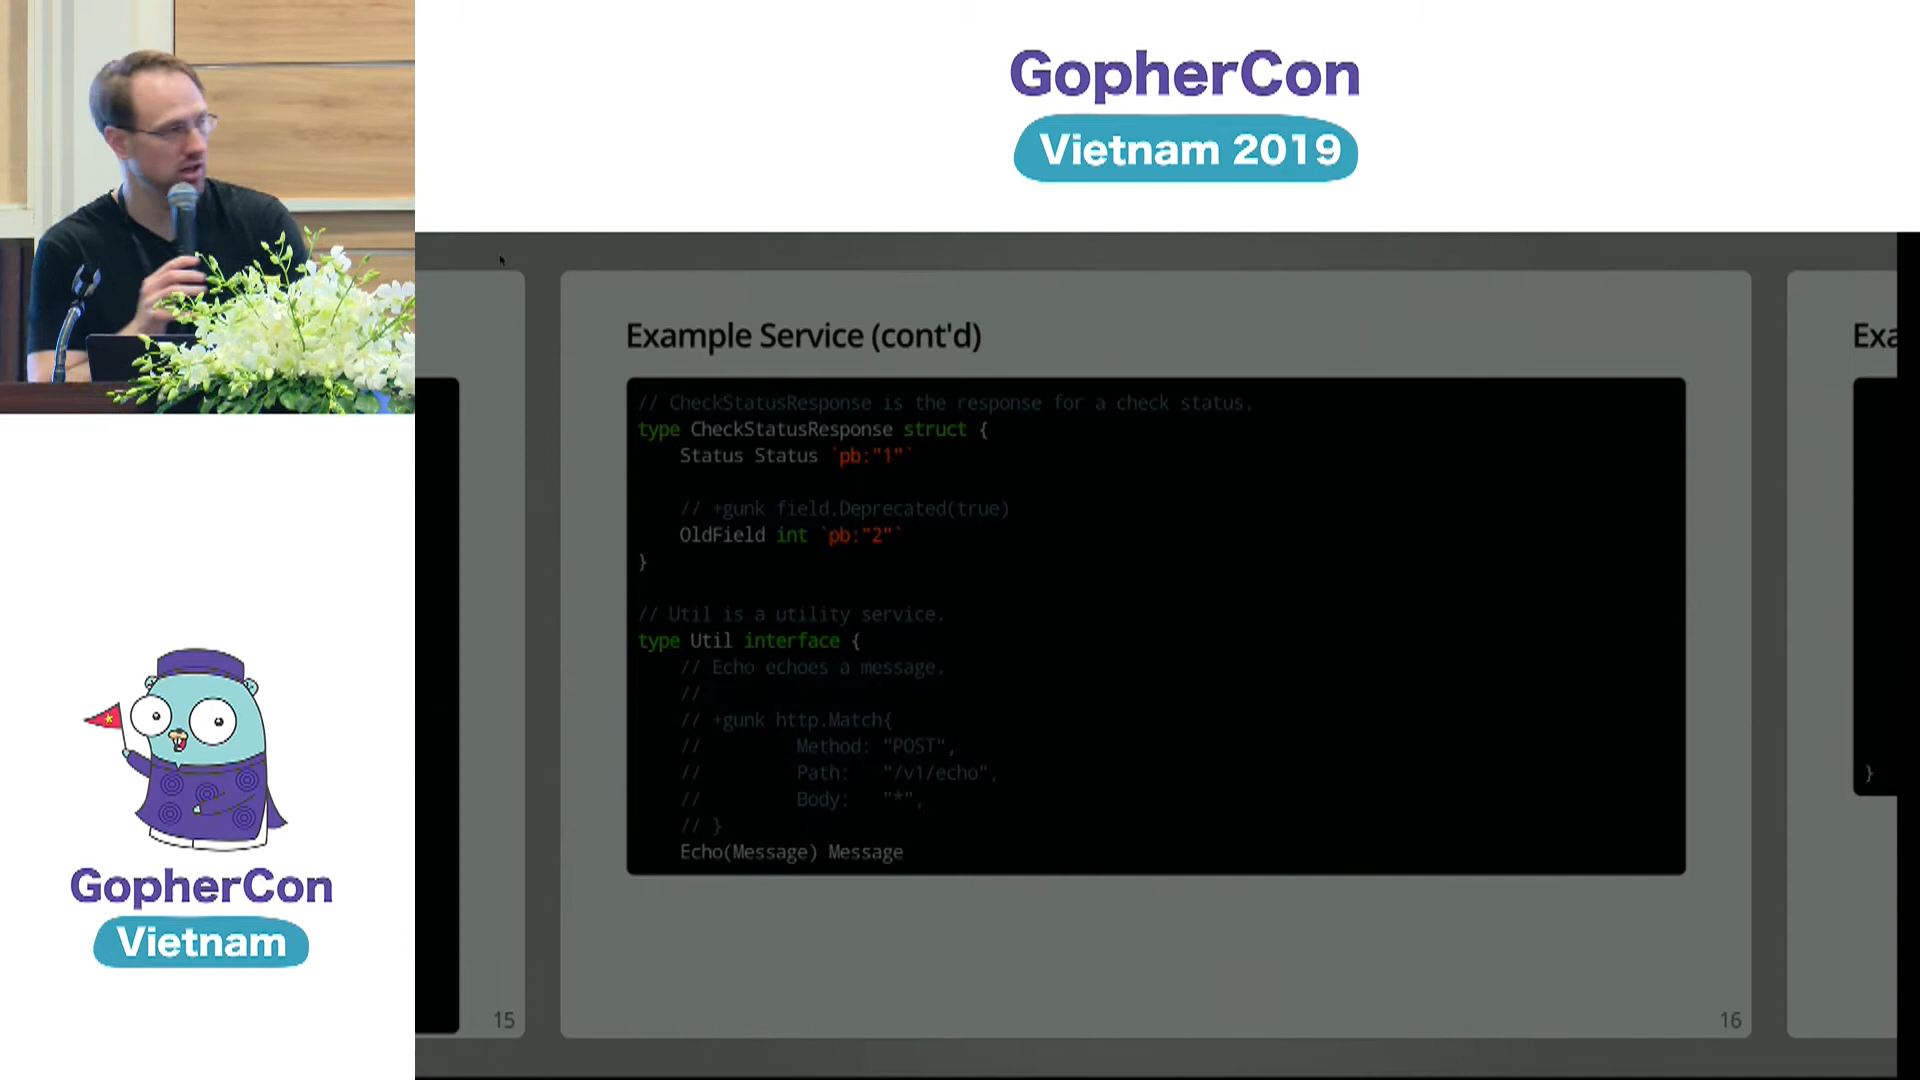 GopherCon
Vietnam 2019
Example Service (cont'd)
// CheckStatusResponse is the response for a check status.
type CheckStatusResponse struct {
    Status Status `pb:"1"`
    // +gunk field.Deprecated(true)
    OldField int `pb:"2"`
}
// Util is a utility service.
type Util interface {
    // Echo echoes a message.
    //
    // +gunk http.Match{
    //         Method: "POST",
    //         Path:   "/v1/echo",
    //         Body:   "*",
    // }
    Echo(Message) Message
15
16
Exa
}
GopherCon
Vietnam